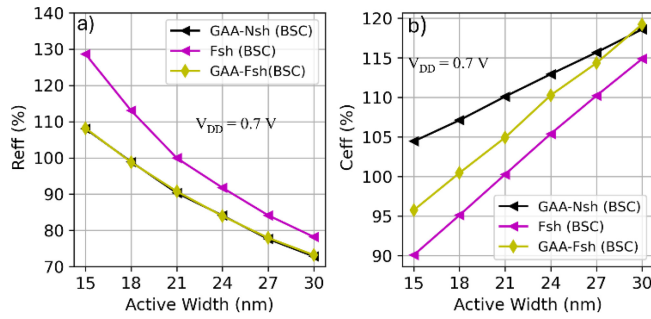 a)
GAA-Nsh (BSC)
Fsh (BSC)
GAA-Fsh(BSC)
V_DD = 0.7 V
Reff (%)
140
130
120
110
100
90
80
70
15 18 21 24 27 30
Active Width (nm)
b)
V_DD = 0.7 V
GAA-Nsh (BSC)
Fsh (BSC)
GAA-Fsh (BSC)
Ceff (%)
120
115
110
105
100
95
90
15 18 21 24 27 30
Active Width (nm)